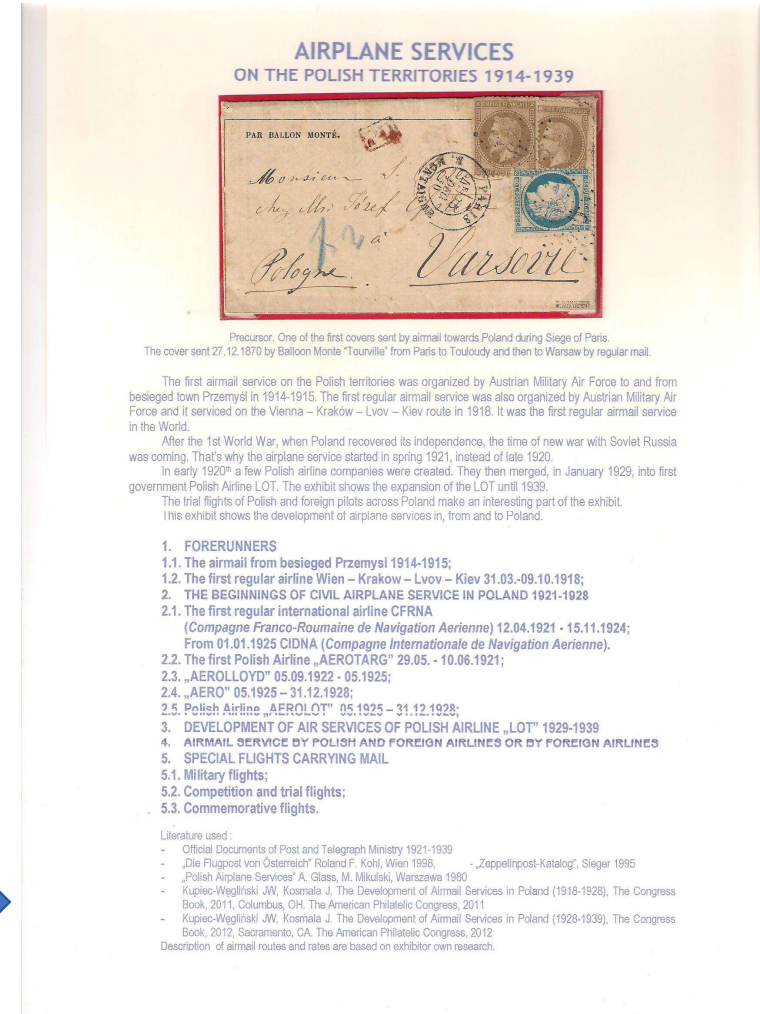 AIRPLANE SERVICES
ON THE POLISH TERRITORIES 1914-1939
PAR BALLON MONTÉ.
Monsieur S.
chez Mr. Józef
à
Pologne. Varsovie
PARIS
Precursor. One of the first covers sent by airmail towards Poland during Siege of Paris.
The cover sent 27.12.1870 by Balloon Monte "Tourville" from Paris to Touloudy and then to Warsaw by regular mail.
The first airmail service on the Polish territories was organized by Austrian Military Air Force to and from
besieged town Przemyśl in 1914-1915. The first regular airmail service was also organized by Austrian Military Air
Force and it serviced on the Vienna – Kraków – Lvov - Kiev route in 1918. It was the first regular airmail service
in the World.
After the 1st World War, when Poland recovered its independence, the time of new war with Soviet Russia
was coming. That's why the airplane service started in spring 1921, instead of late 1920.
In early 1920th a few Polish airline companies were created. They then merged, in January 1929, into first
government Polish Airline LOT. The exhibit shows the expansion of the LOT until 1939.
The trial flights of Polish and foreign pilots across Poland make an interesting part of the exhibit.
This exhibit shows the development of airplane services in, from and to Poland.
1. FORERUNNERS
1.1. The airmail from besieged Przemysl 1914-1915;
1.2. The first regular airline Wien – Krakow – Lvov – Kiev 31.03.-09.10.1918;
2. THE BEGINNINGS OF CIVIL AIRPLANE SERVICE IN POLAND 1921-1928
2.1. The first regular international airline CFRNA
(Compagne Franco-Roumaine de Navigation Aerienne) 12.04.1921 - 15.11.1924;
From 01.01.1925 CIDNA (Compagne Internationale de Navigation Aerienne).
2.2. The first Polish Airline „AEROTARG" 29.05. - 10.06.1921;
2.3. „AEROLLOYD" 05.09.1922 - 05.1925;
2.4. „AERO" 05.1925 – 31.12.1928;
2.5. Polish Airline „AEROLOT" 05.1925 – 31.12.1928;
3. DEVELOPMENT OF AIR SERVICES OF POLISH AIRLINE „LOT" 1929-1939
4. AIRMAIL SERVICE BY POLISH AND FOREIGN AIRLINES OR BY FOREIGN AIRLINES
5. SPECIAL FLIGHTS CARRYING MAIL
5.1. Military flights;
5.2. Competition and trial flights;
5.3. Commemorative flights.
Literature used :
- Official Documents of Post and Telegraph Ministry 1921-1939
- „Die Flugpost von Österreich" Roland F. Kohl, Wien 1998, - „Zeppelinpost-Katalog", Sieger 1995
- „Polish Airplane Services" A. Glass, M. Mikulski, Warszawa 1980
- Kupiec-Węgliński JW, Kosmala J. The Development of Airmail Services in Poland (1918-1928), The Congress
Book, 2011, Columbus, OH. The American Philatelic Congress, 2011
- Kupiec-Węgliński JW, Kosmala J. The Development of Airmail Services in Poland (1928-1939), The Congress
Book, 2012, Sacramento, CA. The American Philatelic Congress, 2012
Description of airmail routes and rates are based on exhibitor own research.